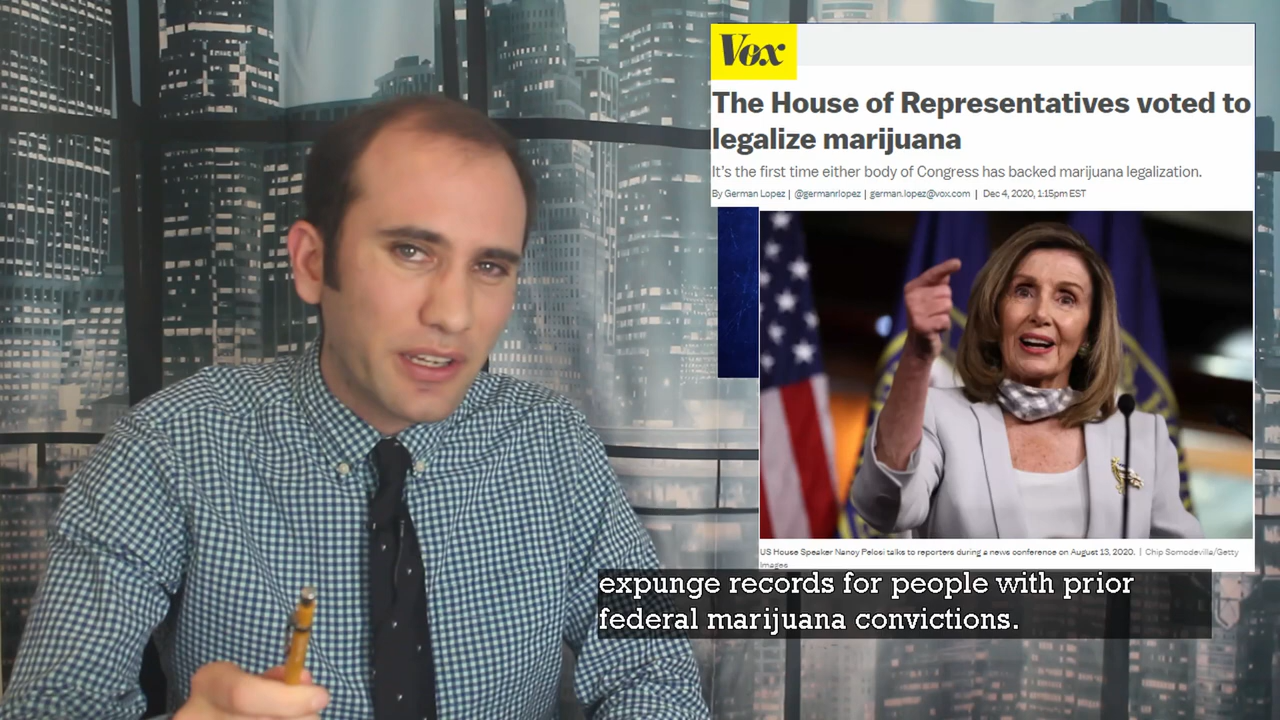 Vox
The House of Representatives voted to
legalize marijuana
It's the first time either body of Congress has backed marijuana legalization.
By German Lopez | @germanrlopez | german.lopez@vox.com | Dec 4, 2020, 1:15pm EST
US House Speaker Nancy Pelosi talks to reporters during a news conference on August 13, 2020. | Chip Somodevilla/Getty
Images
expunge records for people with prior
federal marijuana convictions.